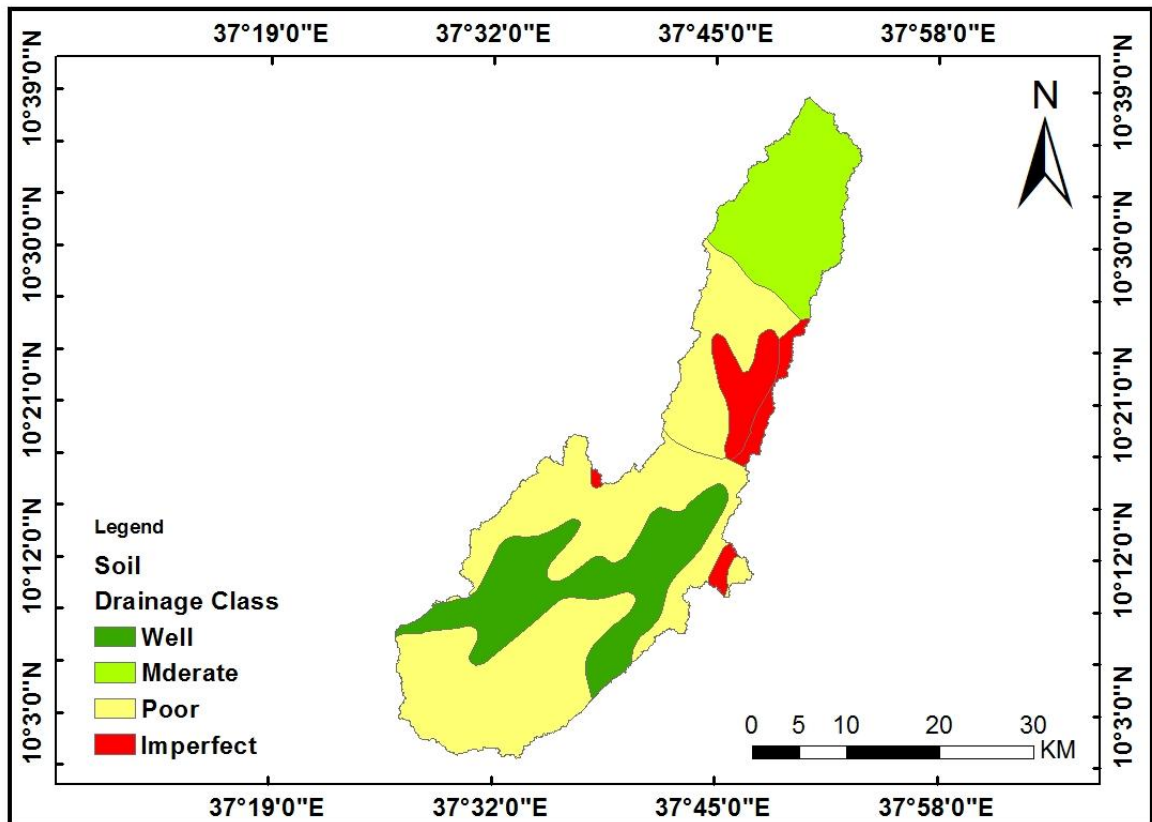 37°19'0"E 37°32'0"E 37°45'0"E 37°58'0"E
10°39'0"N 10°39'0"N
N
10°30'0"N 10°30'0"N
10°21'0"N 10°21'0"N
10°12'0"N 10°12'0"N
Legend
Soil
Drainage Class
Well
Mderate
Poor
Imperfect
10°3'0"N 10°3'0"N
0 5 10 20 30
KM
37°19'0"E 37°32'0"E 37°45'0"E 37°58'0"E